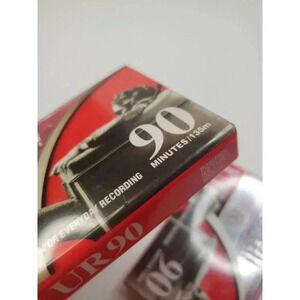 90
MINUTES/135m
FOR EVERYDAY RECORDING
UR90
90